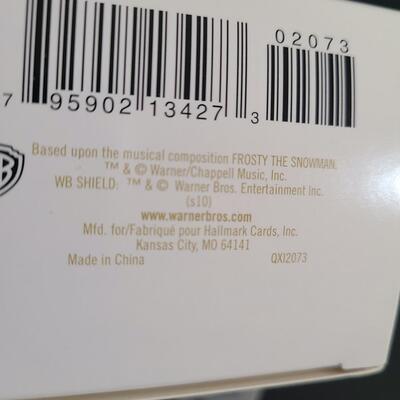 02073
7 95902 13427 3
Based upon the musical composition FROSTY THE SNOWMAN.
™ & © Warner/Chappell Music, Inc.
WB SHIELD: ™ & © Warner Bros. Entertainment Inc.
(s10)
www.warnerbros.com
Mfd. for/Fabriqué pour Hallmark Cards, Inc.
Kansas City, MO 64141
Made in China QXI2073